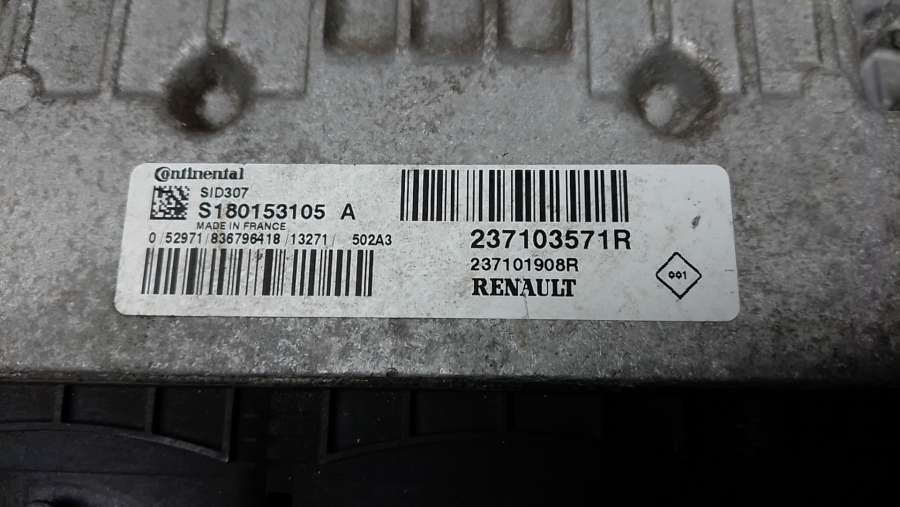 Continental
SID307
S180153105 A
MADE IN FRANCE
0 52971 836796418 13271 502A3
237103571R
237101908R
RENAULT
001